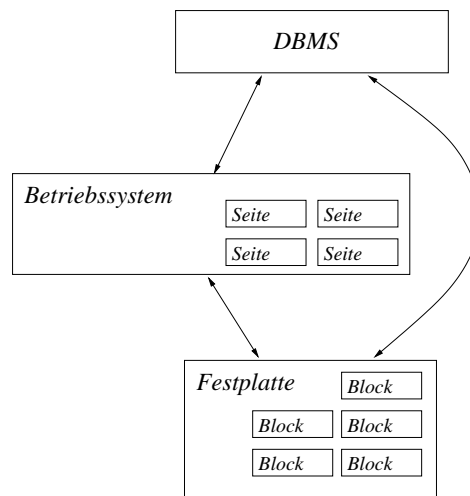 DBMS
Betriebssystem
Seite Seite
Seite Seite
Festplatte
Block
Block Block
Block Block